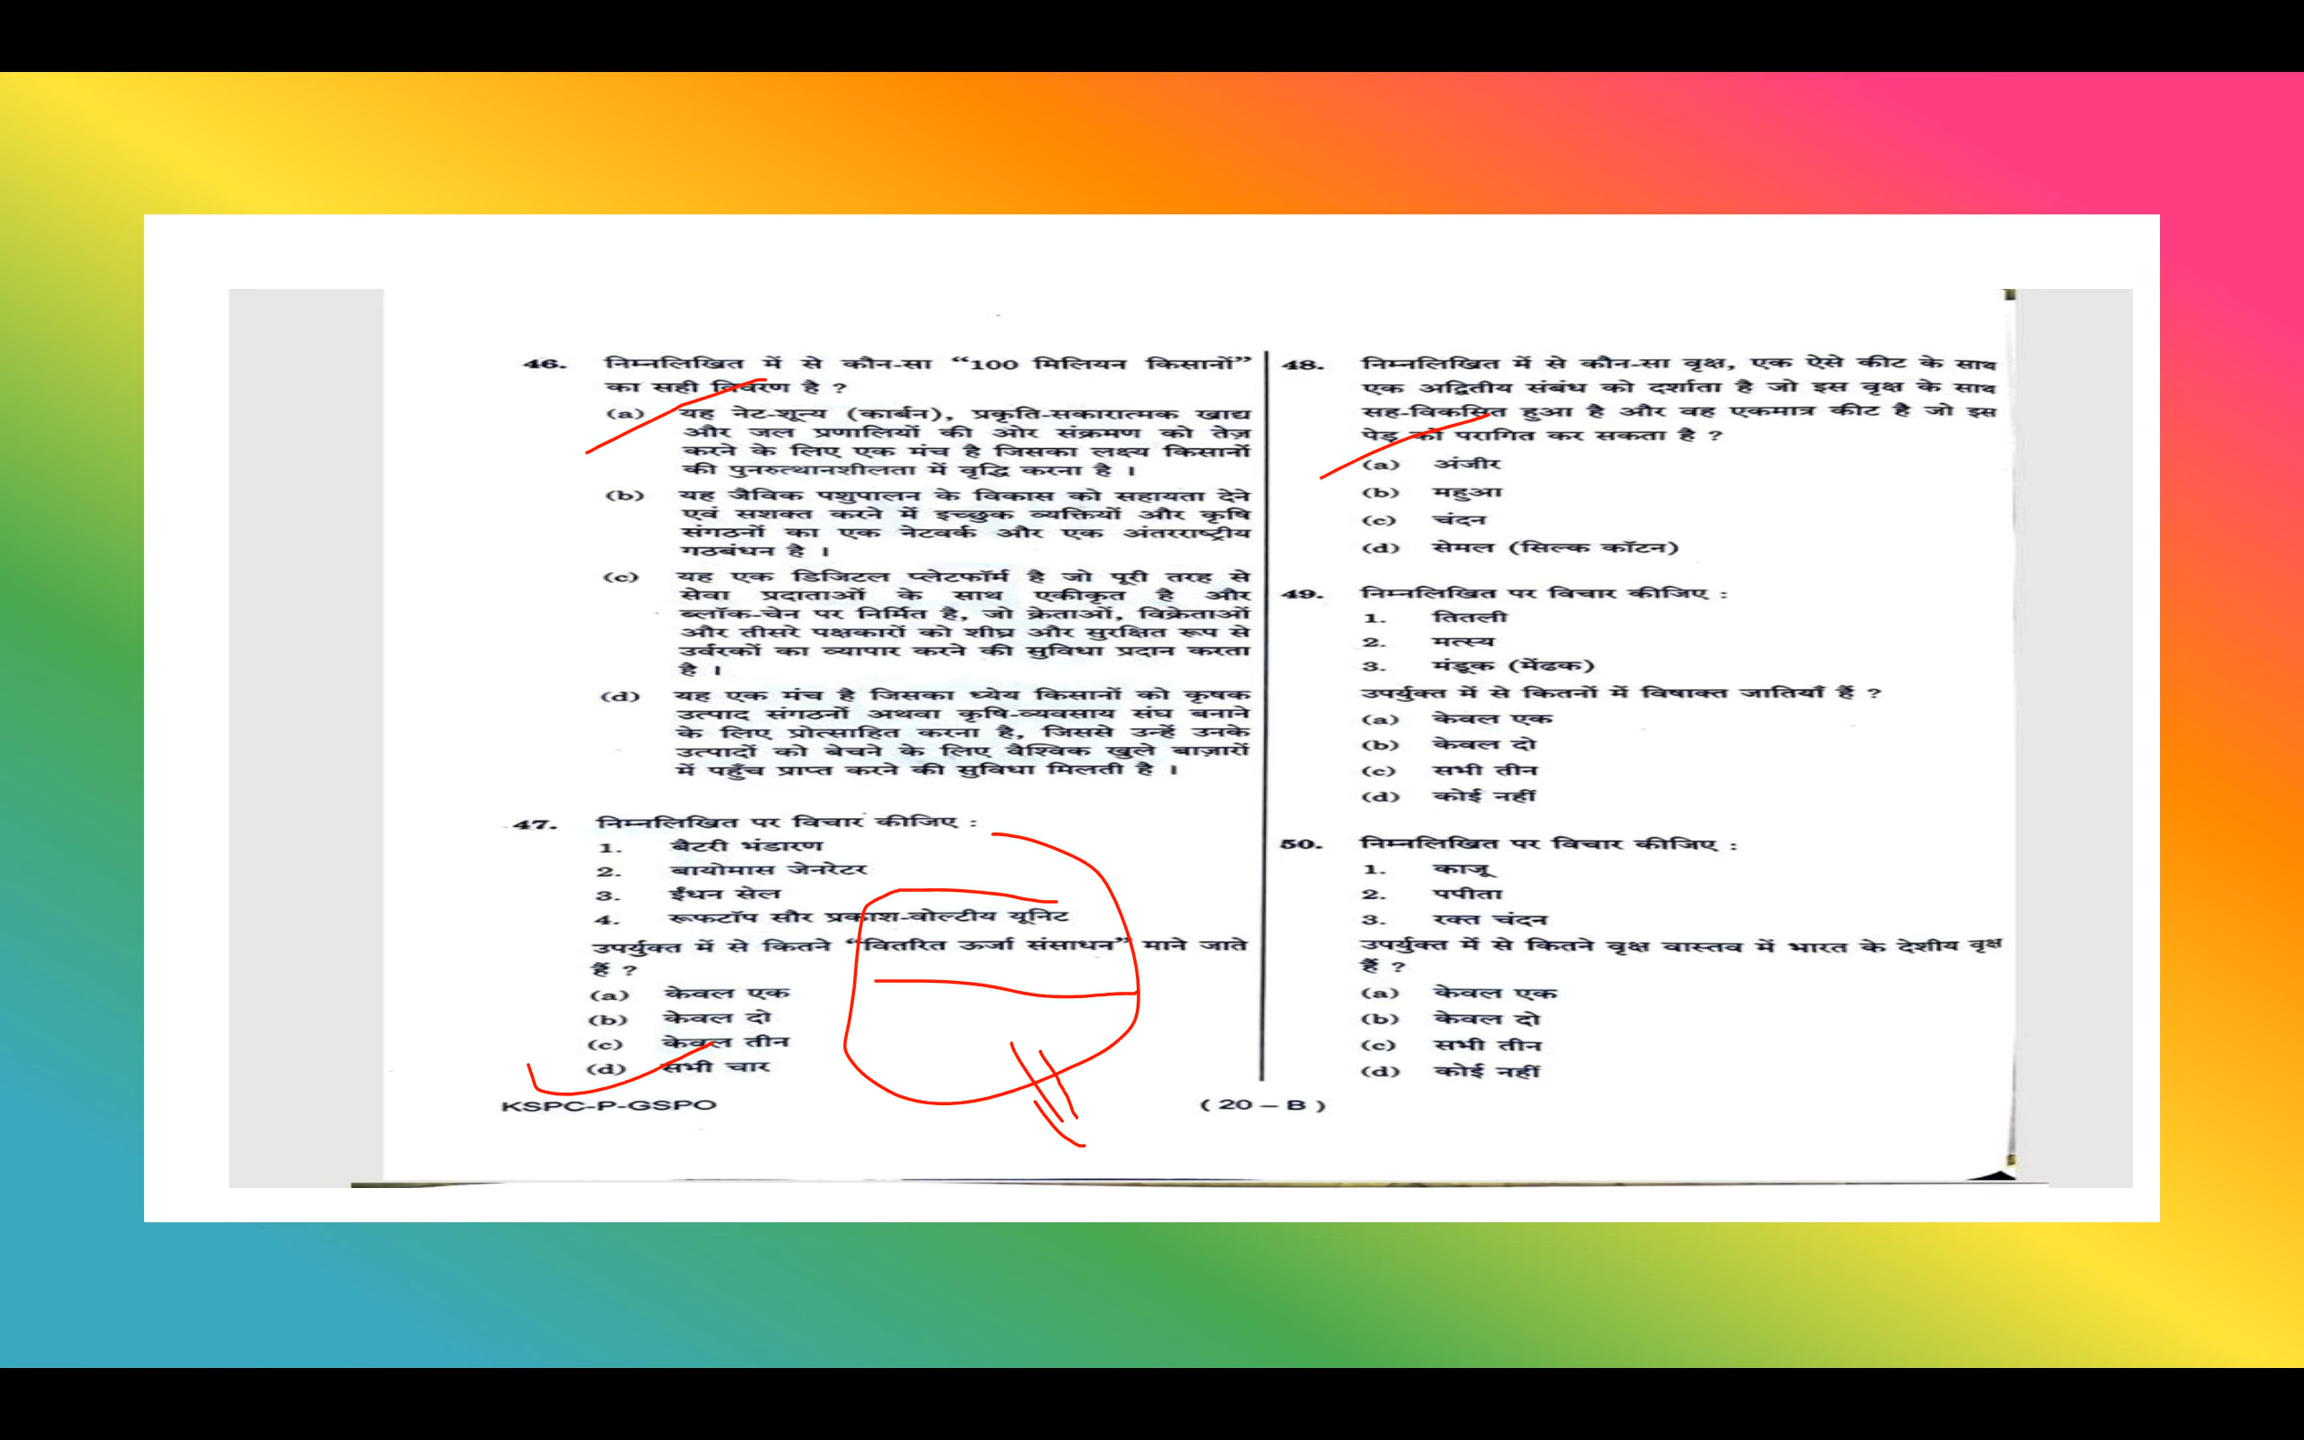 46. निम्नलिखित में से कौन-सा “100 मिलियन किसानों”
का सही विवरण है ?
(a) यह नेट-शून्य (कार्बन), प्रकृति-सकारात्मक खाद्य
और जल प्रणालियों की ओर संक्रमण को तेज़
करने के लिए एक मंच है जिसका लक्ष्य किसानों
की पुनरुत्थानशीलता में वृद्धि करना है ।
(b) यह जैविक पशुपालन के विकास को सहायता देने
एवं सशक्त करने में इच्छुक व्यक्तियों और कृषि
संगठनों का एक नेटवर्क और एक अंतरराष्ट्रीय
गठबंधन है ।
(c) यह एक डिजिटल प्लेटफॉर्म है जो पूरी तरह से
सेवा प्रदाताओं के साथ एकीकृत है और
ब्लॉक-चेन पर निर्मित है, जो क्रेताओं, विक्रेताओं
और तीसरे पक्षकारों को शीघ्र और सुरक्षित रूप से
उर्वरकों का व्यापार करने की सुविधा प्रदान करता
है ।
(d) यह एक मंच है जिसका ध्येय किसानों को कृषक
उत्पाद संगठनों अथवा कृषि-व्यवसाय संघ बनाने
के लिए प्रोत्साहित करना है, जिससे उन्हें उनके
उत्पादों को बेचने के लिए वैश्विक खुले बाज़ारों
में पहुँच प्राप्त करने की सुविधा मिलती है ।
47. निम्नलिखित पर विचार कीजिए :
1. बैटरी भंडारण
2. बायोमास जेनरेटर
3. ईंधन सेल
4. रूफटॉप सौर प्रकाश-वोल्टीय यूनिट
उपर्युक्त में से कितने “वितरित ऊर्जा संसाधन” माने जाते
हैं ?
(a) केवल एक
(b) केवल दो
(c) केवल तीन
(d) सभी चार
48. निम्नलिखित में से कौन-सा वृक्ष, एक ऐसे कीट के साथ
एक अद्वितीय संबंध को दर्शाता है जो इस वृक्ष के साथ
सह-विकसित हुआ है और वह एकमात्र कीट है जो इस
पेड़ को परागित कर सकता है ?
(a) अंजीर
(b) महुआ
(c) चंदन
(d) सेमल (सिल्क कॉटन)
49. निम्नलिखित पर विचार कीजिए :
1. तितली
2. मत्स्य
3. मंडूक (मेंढक)
उपर्युक्त में से कितनों में विषाक्त जातियाँ हैं ?
(a) केवल एक
(b) केवल दो
(c) सभी तीन
(d) कोई नहीं
50. निम्नलिखित पर विचार कीजिए :
1. काजू
2. पपीता
3. रक्त चंदन
उपर्युक्त में से कितने वृक्ष वास्तव में भारत के देशीय वृक्ष
हैं ?
(a) केवल एक
(b) केवल दो
(c) सभी तीन
(d) कोई नहीं
KSPC-P-GSPO ( 20 – B )